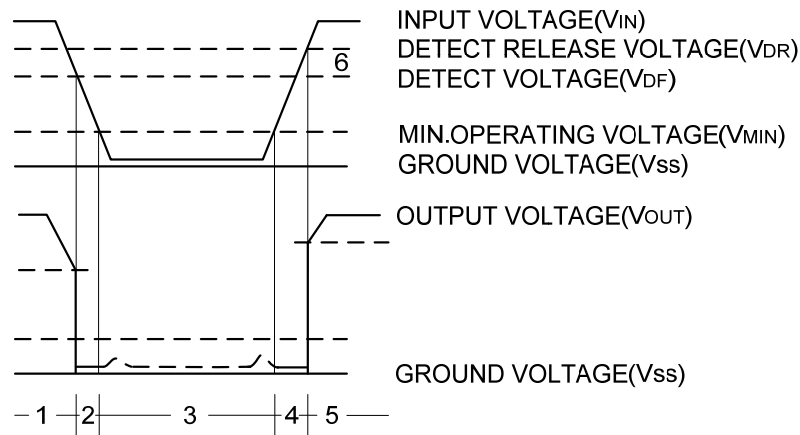 INPUT VOLTAGE(VIN)
DETECT RELEASE VOLTAGE(VDR)
6
DETECT VOLTAGE(VDF)
MIN.OPERATING VOLTAGE(VMIN)
GROUND VOLTAGE(Vss)
OUTPUT VOLTAGE(VOUT)
GROUND VOLTAGE(Vss)
1 2 3 4 5